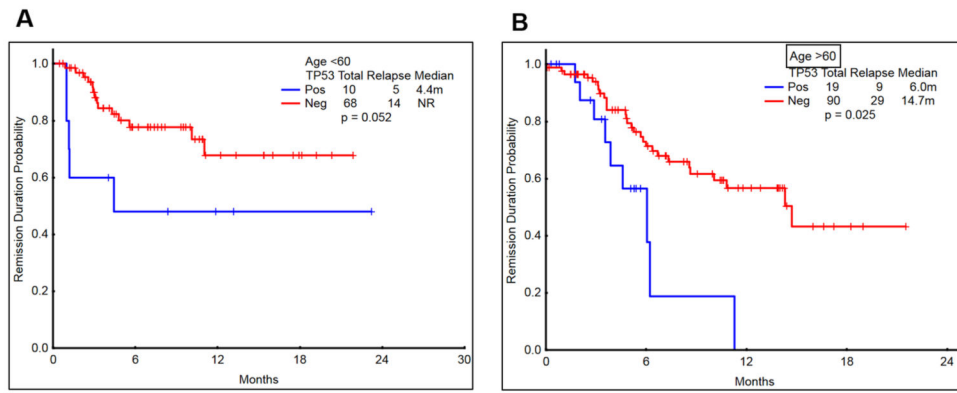 A
Age <60
TP53 Total Relapse Median
Pos 10 5 4.4m
Neg 68 14 NR
p = 0.052
Remission Duration Probability
1.0
0.8
0.6
0.4
0.2
0.0
0 6 12 18 24 30
Months
B
Age >60
TP53 Total Relapse Median
Pos 19 9 6.0m
Neg 90 29 14.7m
p = 0.025
Remission Duration Probability
1.0
0.8
0.6
0.4
0.2
0.0
0 6 12 18 24
Months